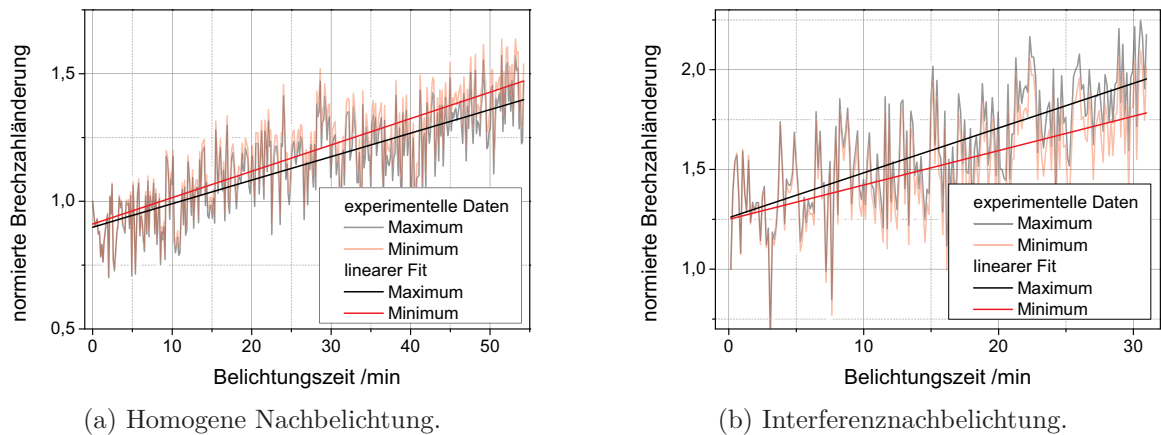 normierte Brechzahländerung
1,5
1,0
0,5
experimentelle Daten
Maximum
Minimum
linearer Fit
Maximum
Minimum
0 10 20 30 40 50
Belichtungszeit /min
(a) Homogene Nachbelichtung.
normierte Brechzahländerung
2,0
1,5
1,0
experimentelle Daten
Maximum
Minimum
linearer Fit
Maximum
Minimum
0 10 20 30
Belichtungszeit /min
(b) Interferenznachbelichtung.